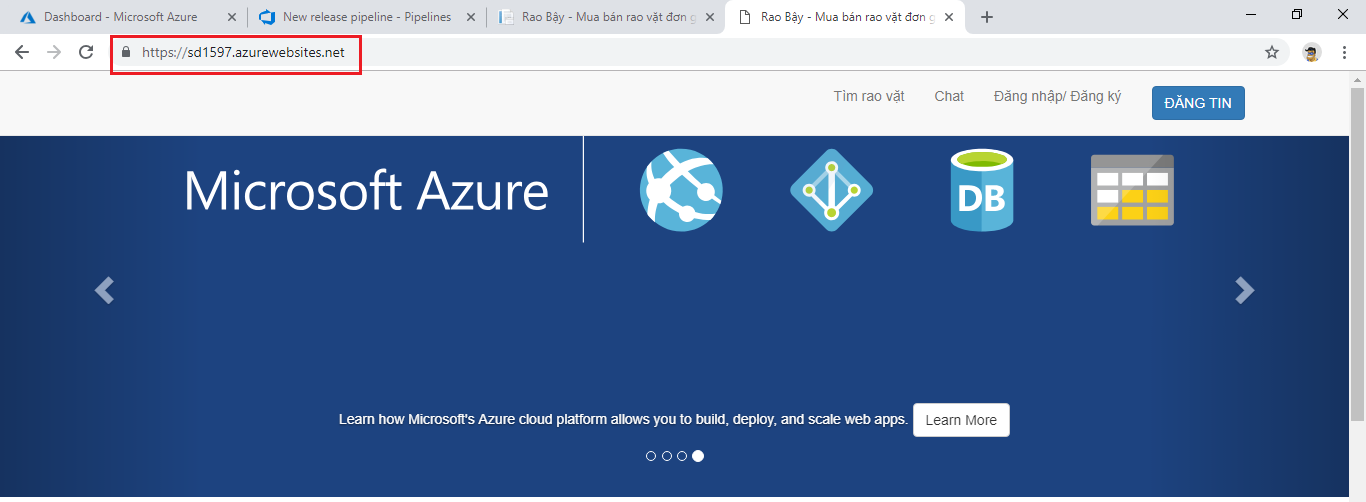 Dashboard - Microsoft Azure
New release pipeline - Pipelines
Rao Bậy - Mua bán rao vặt đơn g
Rao Bậy - Mua bán rao vặt đơn g
https://sd1597.azurewebsites.net
Tìm rao vặt
Chat
Đăng nhập/ Đăng ký
ĐĂNG TIN
Microsoft Azure
DB
Learn how Microsoft's Azure cloud platform allows you to build, deploy, and scale web apps.
Learn More